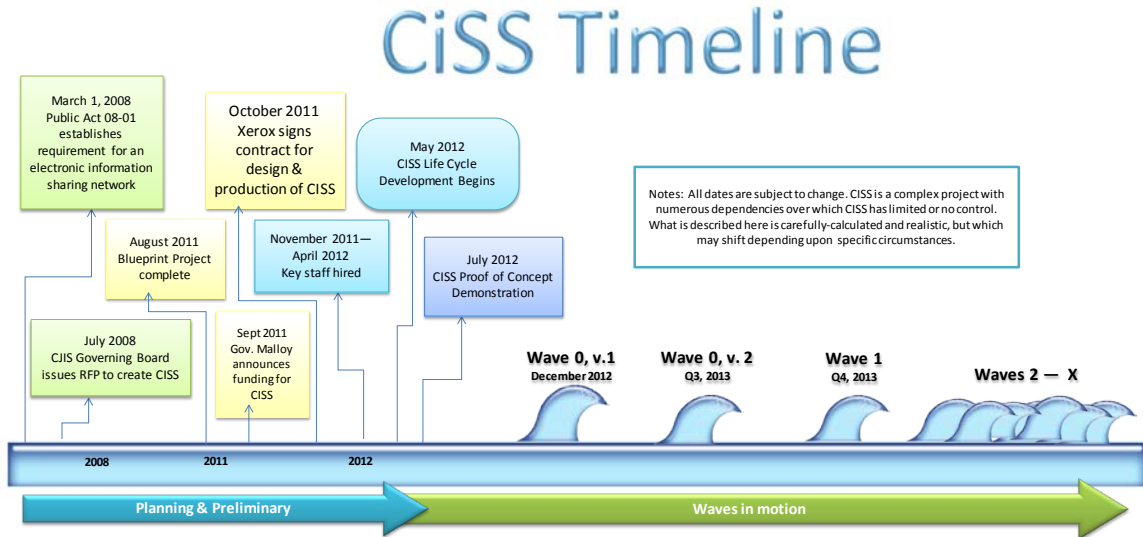 CiSS Timeline
March 1, 2008
Public Act 08-01
establishes
requirement for an
electronic information
sharing network
October 2011
Xerox signs
contract for
design &
production of CISS
May 2012
CISS Life Cycle
Development Begins
Notes: All dates are subject to change. CISS is a complex project with
numerous dependencies over which CISS has limited or no control.
What is described here is carefully-calculated and realistic, but which
may shift depending upon specific circumstances.
August 2011
Blueprint Project
complete
November 2011—
April 2012
Key staff hired
July 2012
CISS Proof of Concept
Demonstration
July 2008
CJIS Governing Board
issues RFP to create CISS
Sept 2011
Gov. Malloy
announces
funding for
CISS
Wave 0, v.1
December 2012
Wave 0, v. 2
Q3, 2013
Wave 1
Q4, 2013
Waves 2 — X
2008
2011
2012
Planning & Preliminary
Waves in motion